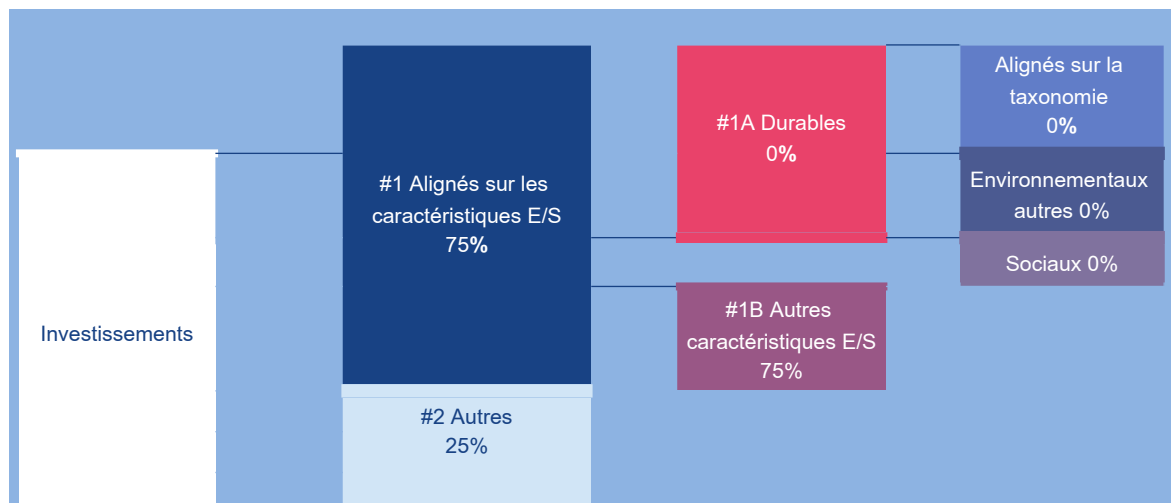 Investissements
#1 Alignés sur les
caractéristiques E/S
75%
#2 Autres
25%
#1A Durables
0%
#1B Autres
caractéristiques E/S
75%
Alignés sur la
taxonomie
0%
Environnementaux
autres 0%
Sociaux 0%